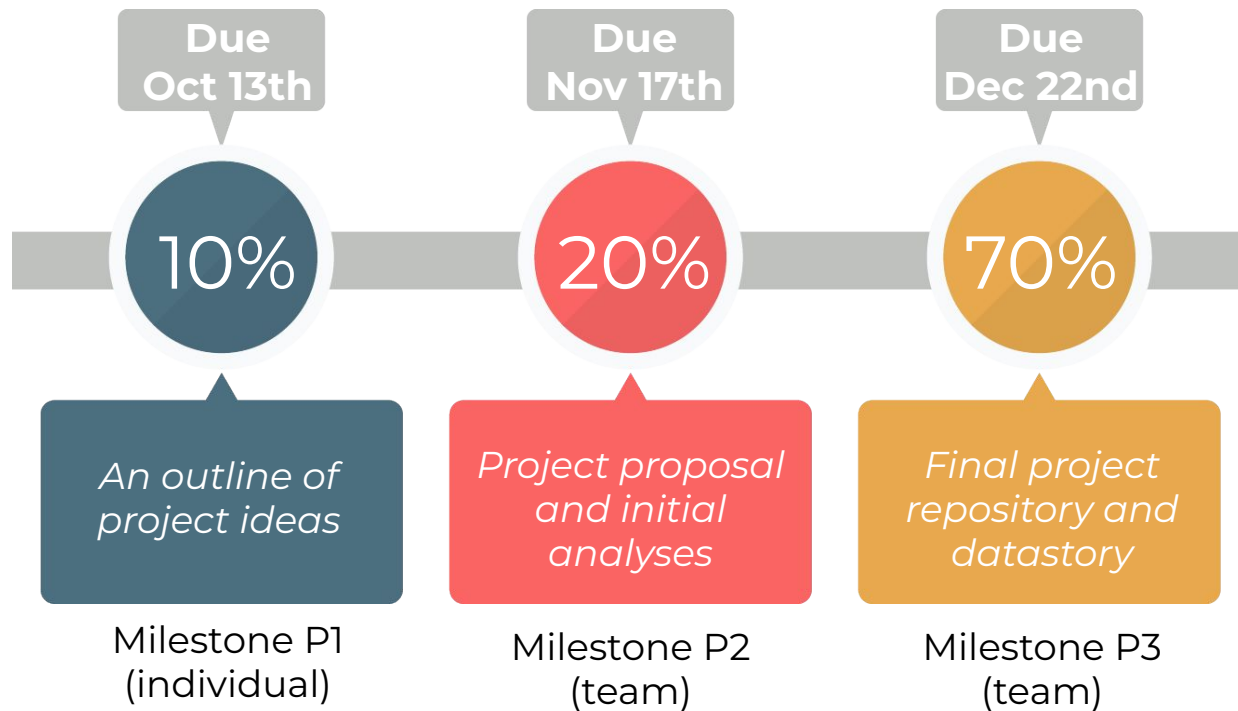 Due
Oct 13th
Due
Nov 17th
Due
Dec 22nd
10%
20%
70%
An outline of
project ideas
Project proposal
and initial
analyses
Final project
repository and
datastory
Milestone P1
(individual)
Milestone P2
(team)
Milestone P3
(team)